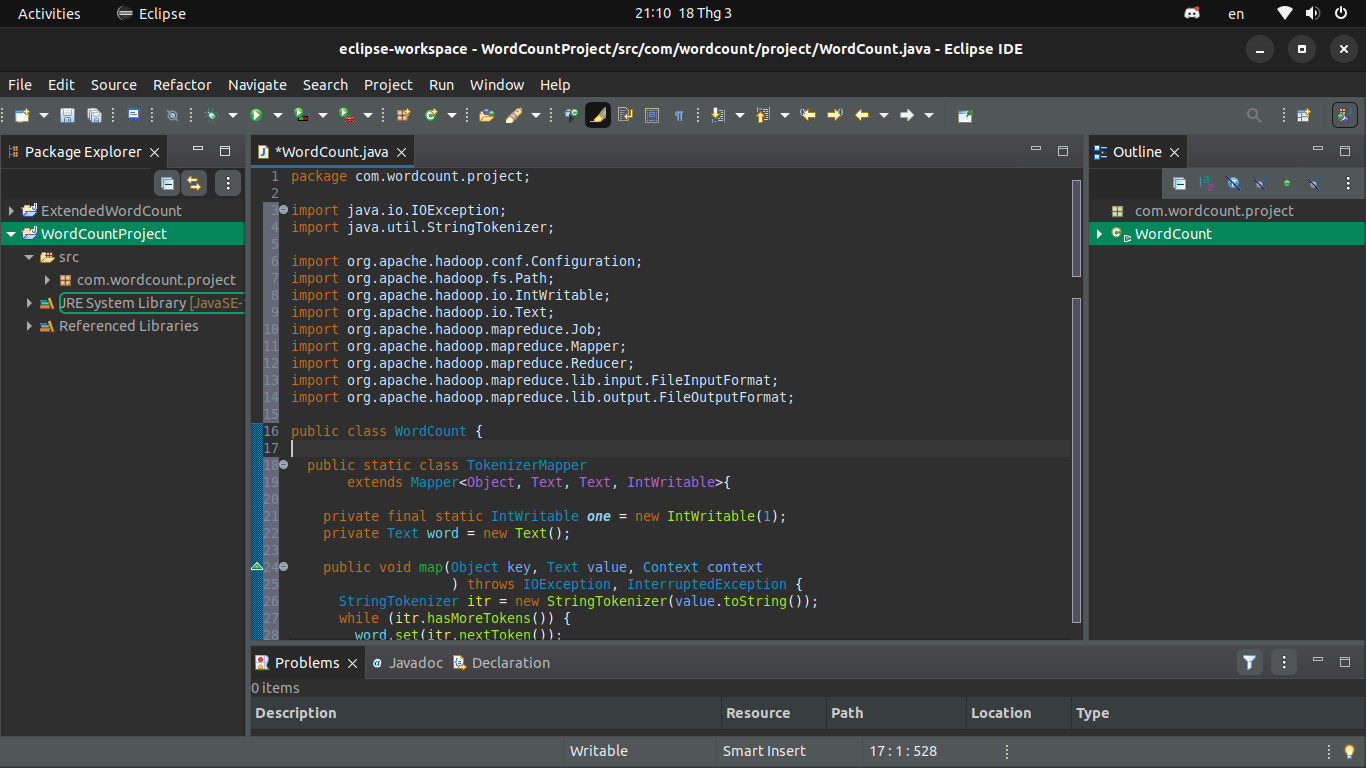 Activities Eclipse 21:10 18 Thg 3 en
eclipse-workspace - WordCountProject/src/com/wordcount/project/WordCount.java - Eclipse IDE
File Edit Source Refactor Navigate Search Project Run Window Help
Package Explorer
ExtendedWordCount
WordCountProject
src
com.wordcount.project
JRE System Library [JavaSE-
Referenced Libraries
*WordCount.java
1 package com.wordcount.project;
2
3 import java.io.IOException;
4 import java.util.StringTokenizer;
5
6 import org.apache.hadoop.conf.Configuration;
7 import org.apache.hadoop.fs.Path;
8 import org.apache.hadoop.io.IntWritable;
9 import org.apache.hadoop.io.Text;
10 import org.apache.hadoop.mapreduce.Job;
11 import org.apache.hadoop.mapreduce.Mapper;
12 import org.apache.hadoop.mapreduce.Reducer;
13 import org.apache.hadoop.mapreduce.lib.input.FileInputFormat;
14 import org.apache.hadoop.mapreduce.lib.output.FileOutputFormat;
15
16 public class WordCount {
17
18 public static class TokenizerMapper
19 extends Mapper<Object, Text, Text, IntWritable>{
20
21 private final static IntWritable one = new IntWritable(1);
22 private Text word = new Text();
23
24 public void map(Object key, Text value, Context context
25 ) throws IOException, InterruptedException {
26 StringTokenizer itr = new StringTokenizer(value.toString());
27 while (itr.hasMoreTokens()) {
28 word.set(itr.nextToken());
Outline
com.wordcount.project
WordCount
Problems Javadoc Declaration
0 items
Description Resource Path Location Type
Writable Smart Insert 17 : 1 : 528